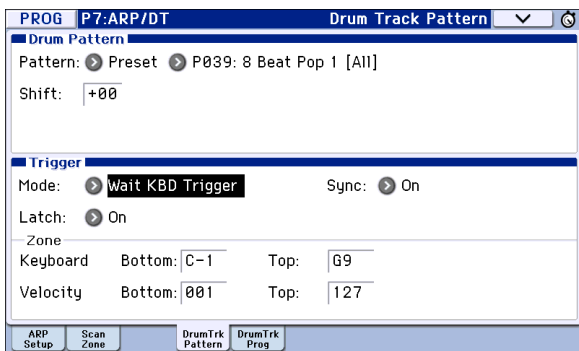 PROG P7:ARP/DT Drum Track Pattern
Drum Pattern
Pattern: Preset P039: 8 Beat Pop 1 [All]
Shift: +00
Trigger
Mode: Wait KBD Trigger Sync: On
Latch: On
Zone
Keyboard Bottom: C-1 Top: G9
Velocity Bottom: 001 Top: 127
ARP Setup Scan Zone DrumTrk Pattern DrumTrk Prog